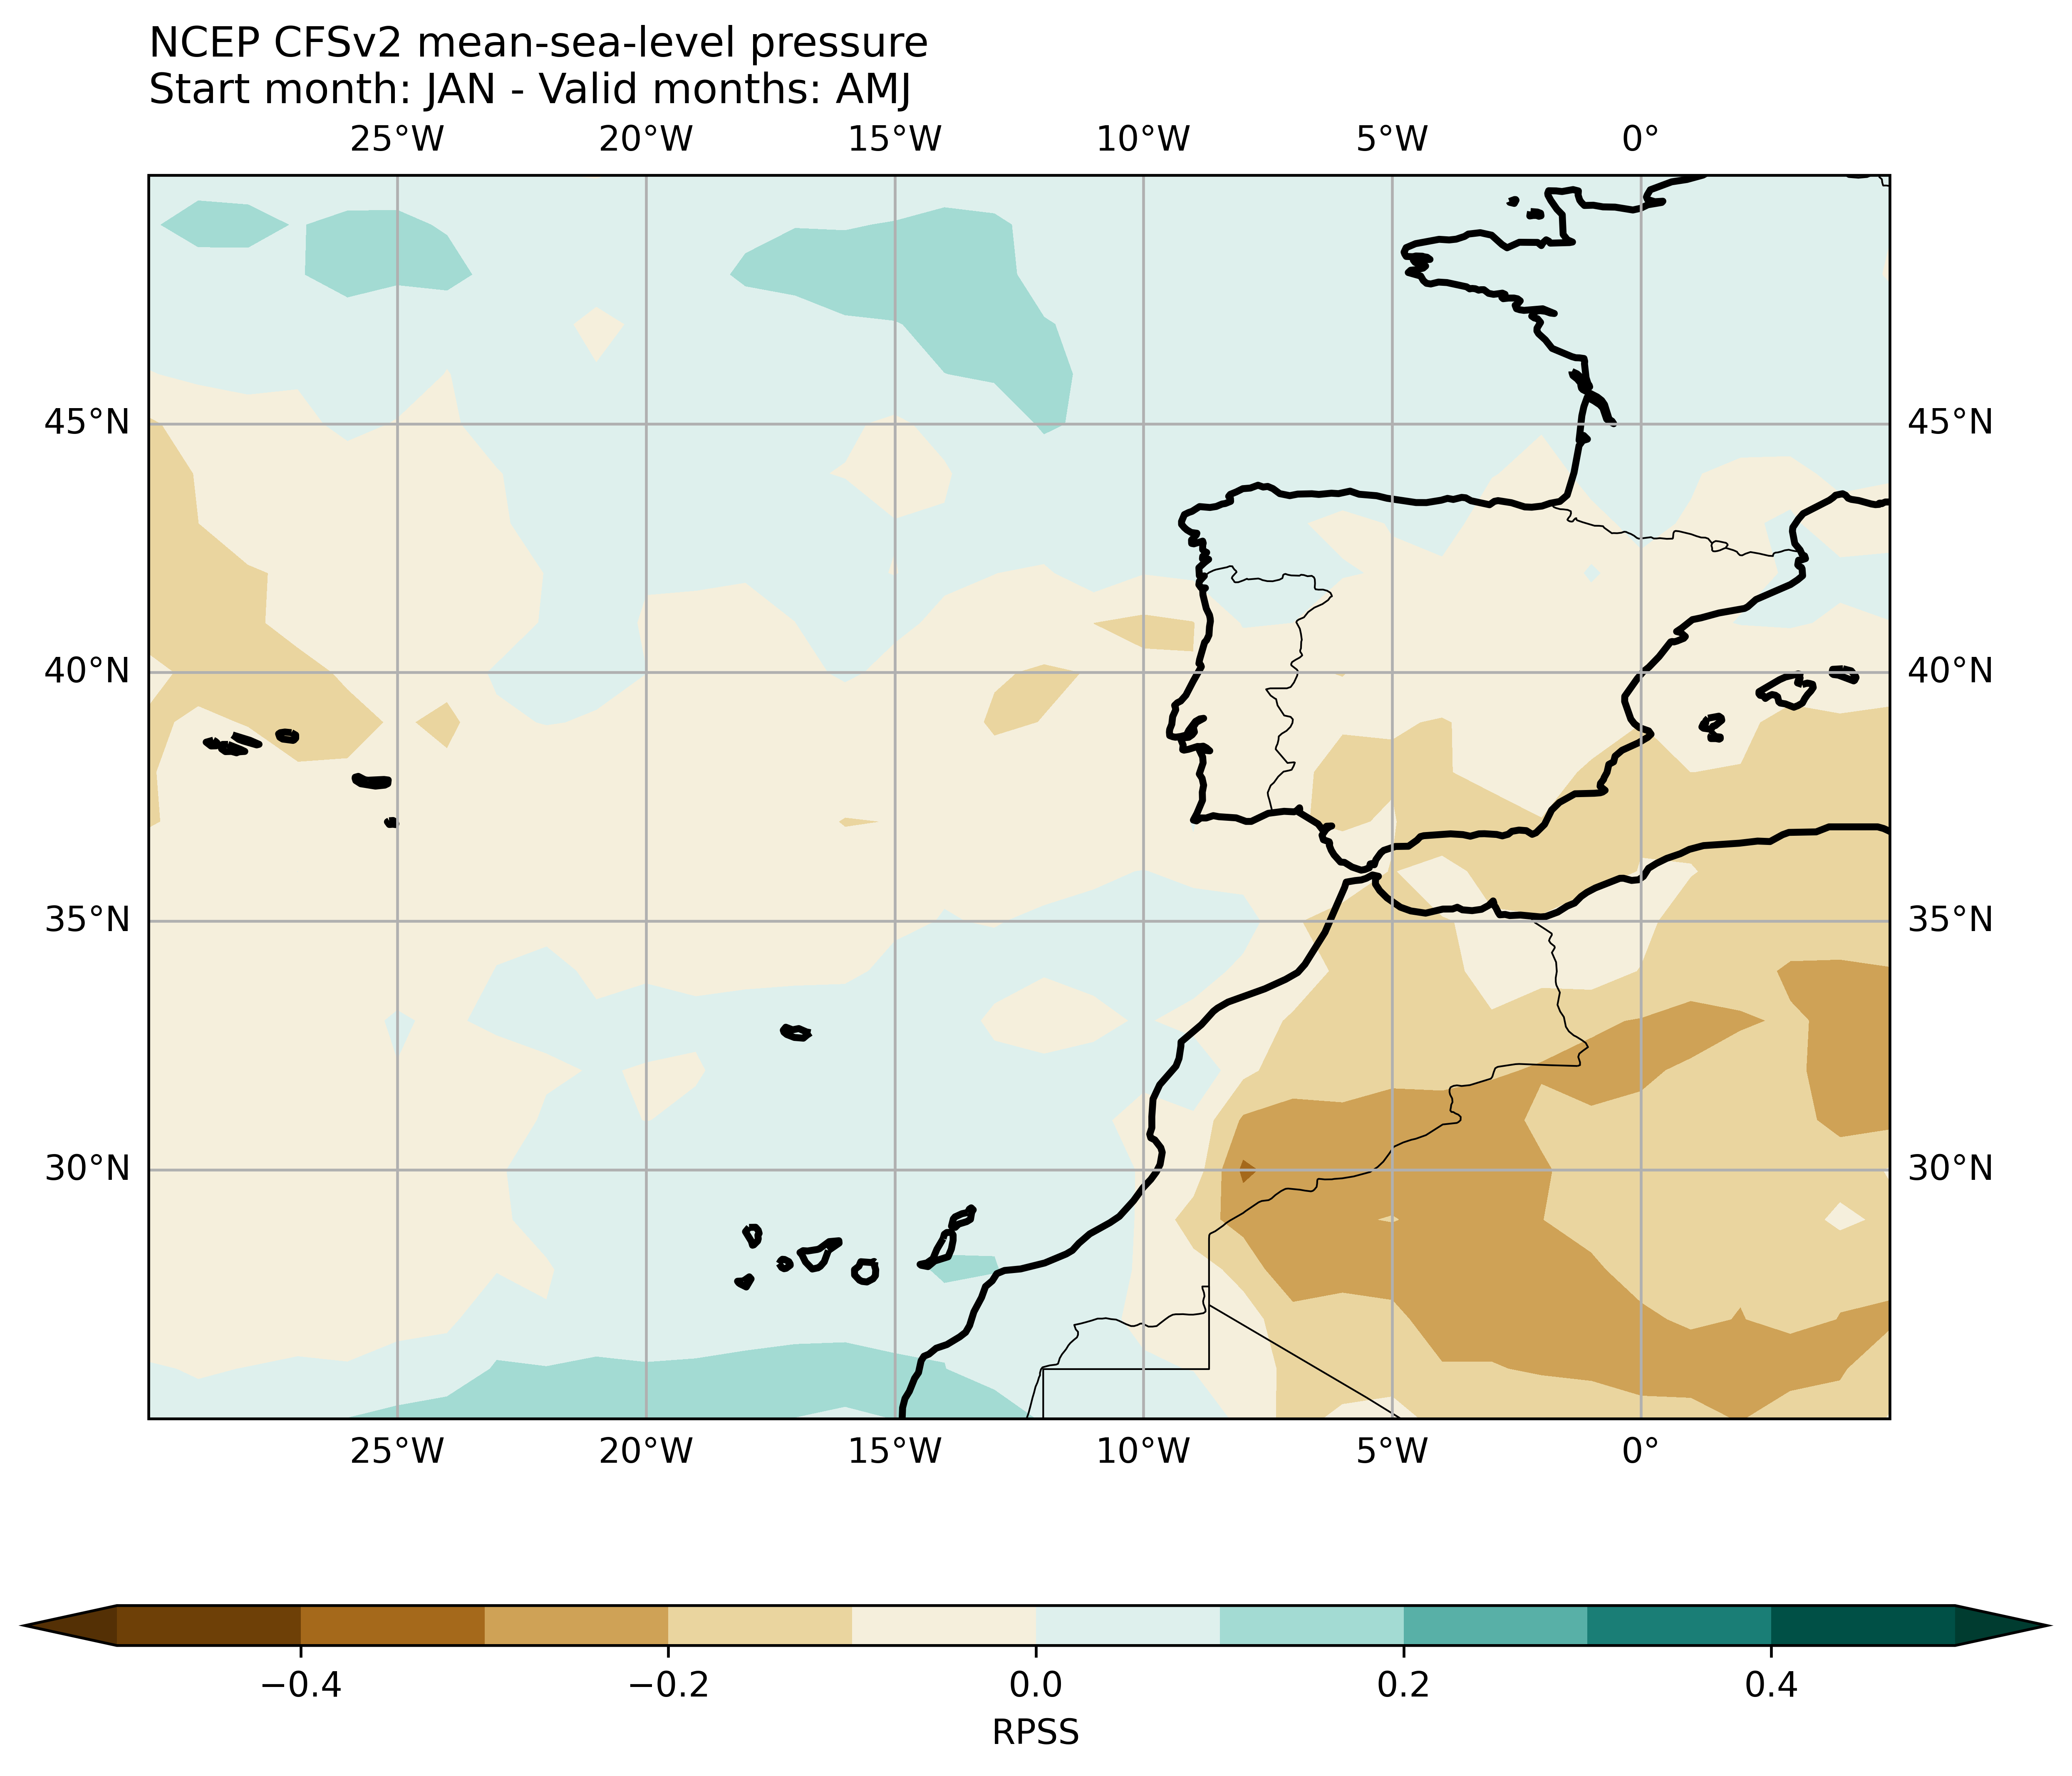 NCEP CFSv2 mean-sea-level pressure
Start month: JAN - Valid months: AMJ
25°W 20°W 15°W 10°W 5°W 0°
45°N 45°N
40°N 40°N
35°N 35°N
30°N 30°N
25°W 20°W 15°W 10°W 5°W 0°
−0.4 −0.2 0.0 0.2 0.4
RPSS